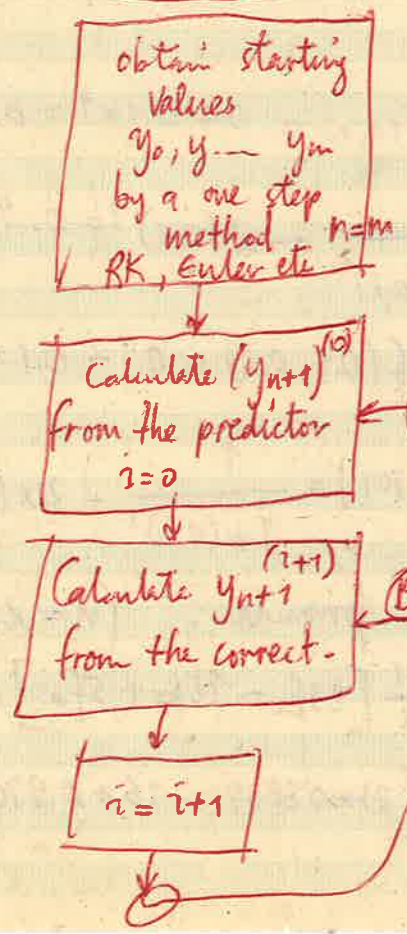 obtain starting
values
y₀, y ---- yₘ
by a one step
method n=m
RK, Euler etc
Calculate (yₙ₊₁)⁽⁰⁾
from the predictor
i=0
Calculate yₙ₊₁⁽ⁱ⁺¹⁾
from the correct.
i = i+1